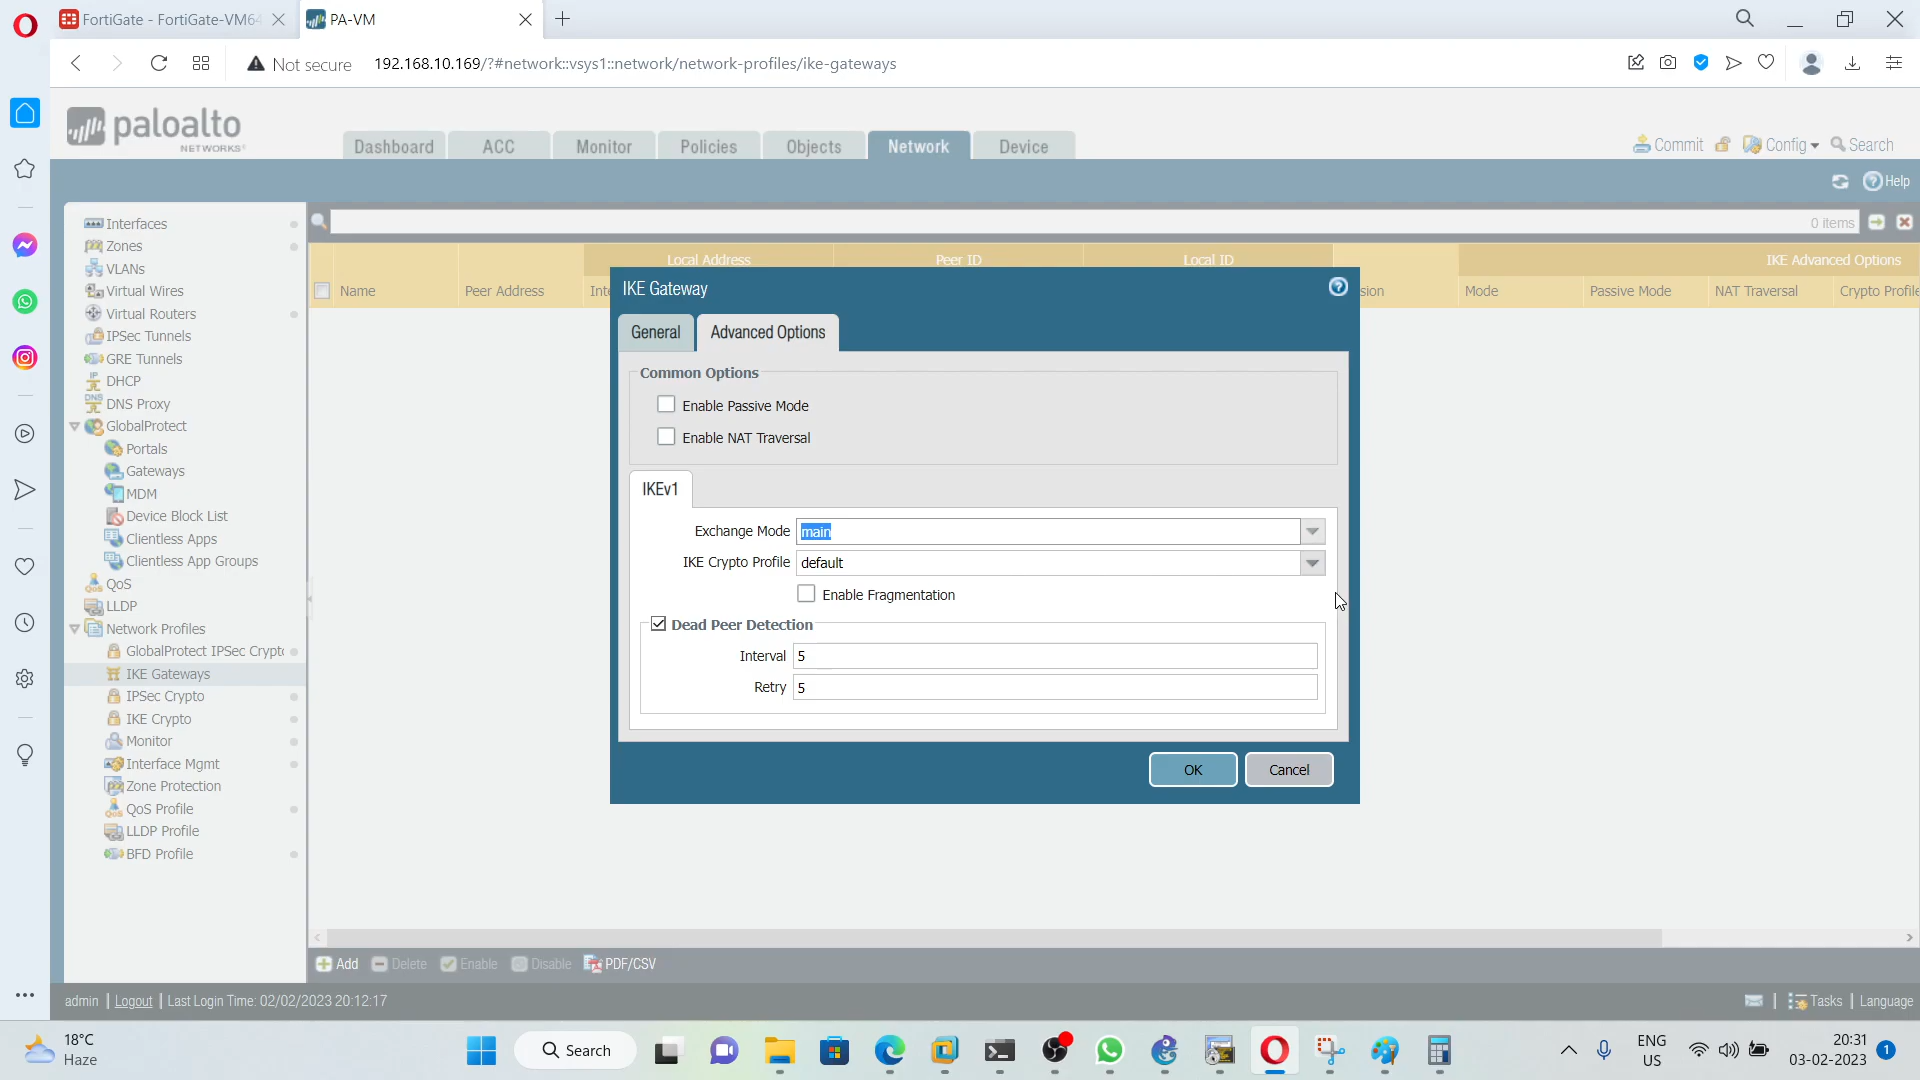 FortiGate - FortiGate-VM64
PA-VM
Not secure
192.168.10.169/?#network::vsys1::network/network-profiles/ike-gateways
paloalto
NETWORKS
Dashboard
ACC
Monitor
Policies
Objects
Network
Device
Commit
Config
Search
Help
Interfaces
Zones
VLANs
Virtual Wires
Virtual Routers
IPSec Tunnels
GRE Tunnels
DHCP
DNS Proxy
GlobalProtect
Portals
Gateways
MDM
Device Block List
Clientless Apps
Clientless App Groups
QoS
LLDP
Network Profiles
GlobalProtect IPSec Crypto
IKE Gateways
IPSec Crypto
IKE Crypto
Monitor
Interface Mgmt
Zone Protection
QoS Profile
LLDP Profile
BFD Profile
0 items
Local Address
Peer ID
Local ID
IKE Advanced Options
Name
Peer Address
Inte
sion
Mode
Passive Mode
NAT Traversal
Crypto Profile
IKE Gateway
General
Advanced Options
Common Options
Enable Passive Mode
Enable NAT Traversal
IKEv1
Exchange Mode main
IKE Crypto Profile default
Enable Fragmentation
Dead Peer Detection
Interval 5
Retry 5
OK
Cancel
Add
Delete
Enable
Disable
PDF/CSV
admin | Logout | Last Login Time: 02/02/2023 20:12:17
Tasks | Language
18°C
Haze
Search
ENG
US
20:31
03-02-2023
1